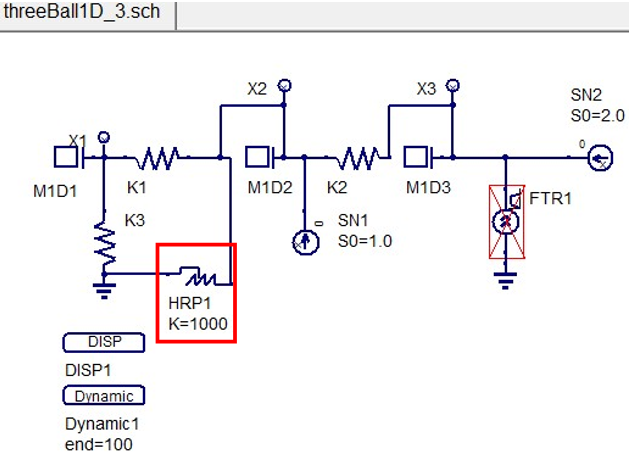 threeBall1D_3.sch
X2
X3
SN2
S0=2.0
X1
0
M1D1
K1
M1D2
K2
M1D3
FTR1
K3
0
SN1
S0=1.0
HRP1
K=1000
DISP
DISP1
Dynamic
Dynamic1
end=100